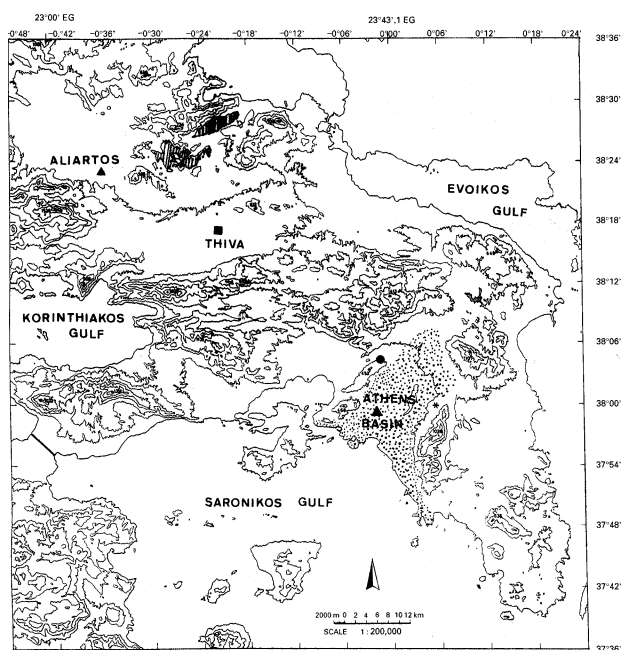 23°00' EG
23°43',1 EG
-0°48' -0°42' -0°36' -0°30' -0°24' -0°18' -0°12' -0°06' 0°00' 0°06' 0°12' 0°18' 0°24'
38°36'
38°30'
38°24'
38°18'
38°12'
38°06'
38°00'
37°54'
37°48'
37°42'
37°36'
ALIARTOS
EVOIKOS
GULF
THIVA
KORINTHIAKOS
GULF
ATHENS
BASIN
SARONIKOS GULF
2000 m 0 2 4 6 8 10 12 km
SCALE 1 : 200,000